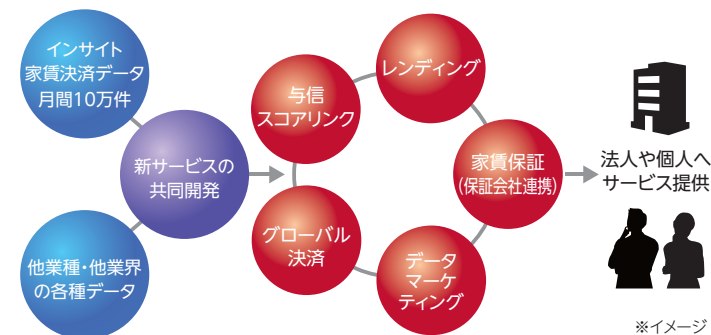 インサイト
家賃決済データ
月間10万件
他業種・他業界
の各種データ
新サービスの
共同開発
与信
スコアリンク
レンディング
家賃保証
(保証会社連携)
データ
マーケ
ティング
グローバル
決済
法人や個人へ
サービス提供
※イメージ